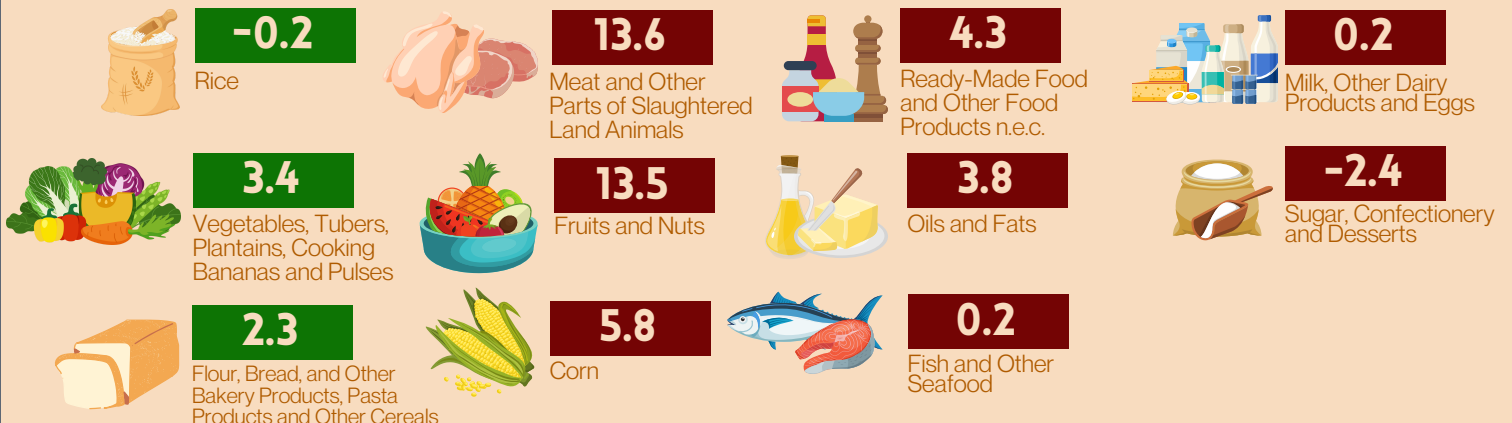 -0.2
Rice
13.6
Meat and Other
Parts of Slaughtered
Land Animals
4.3
Ready-Made Food
and Other Food
Products n.e.c.
0.2
Milk, Other Dairy
Products and Eggs
3.4
Vegetables, Tubers,
Plantains, Cooking
Bananas and Pulses
13.5
Fruits and Nuts
3.8
Oils and Fats
-2.4
Sugar, Confectionery
and Desserts
2.3
Flour, Bread, and Other
Bakery Products, Pasta
Products and Other Cereals
5.8
Corn
0.2
Fish and Other
Seafood